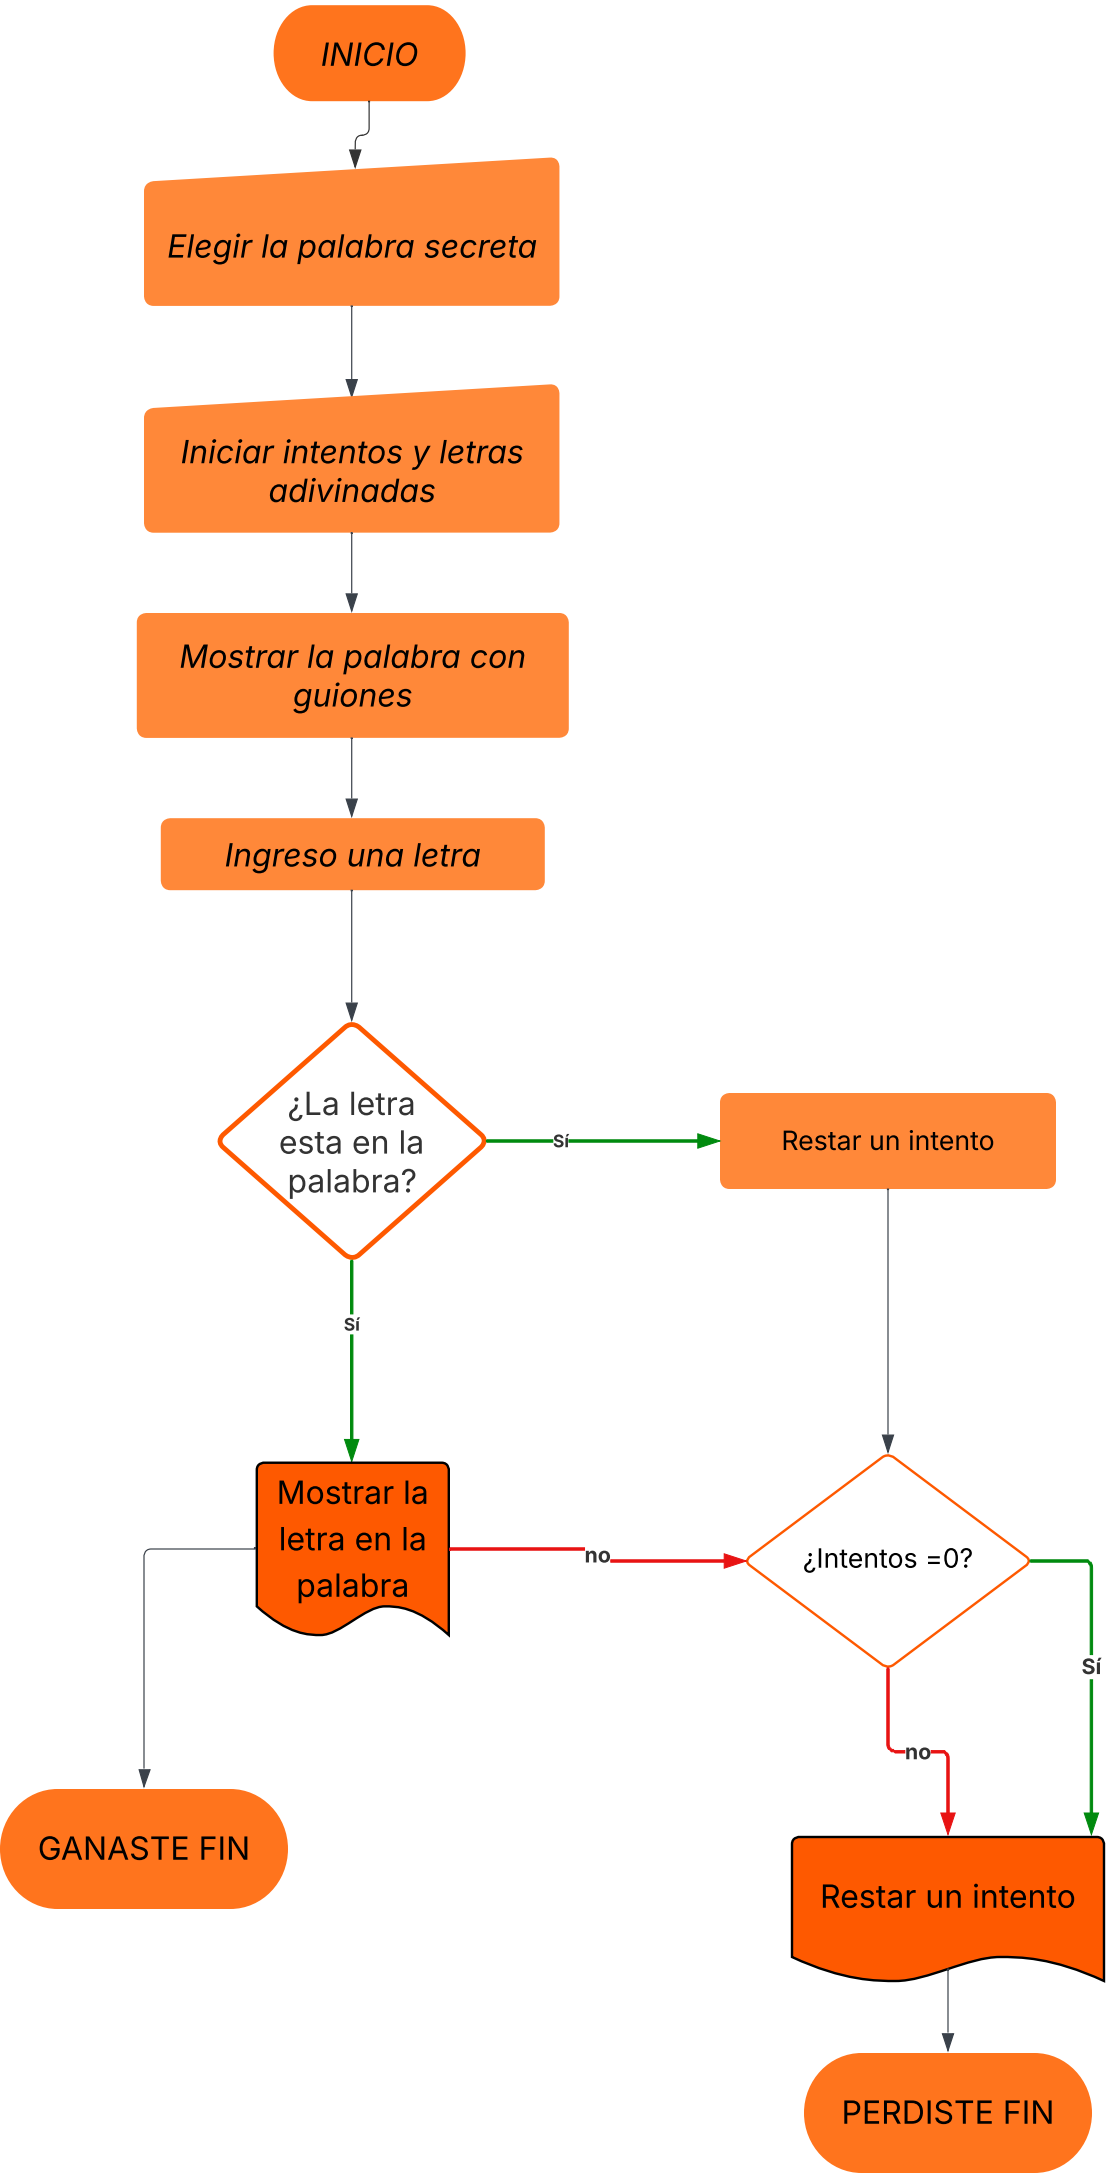 INICIO
Elegir la palabra secreta
Iniciar intentos y letras
adivinadas
Mostrar la palabra con
guiones
Ingreso una letra
¿La letra
esta en la
palabra?
Sí
Restar un intento
Sí
Mostrar la
letra en la
palabra
no
¿Intentos =0?
Sí
no
GANASTE FIN
Restar un intento
PERDISTE FIN